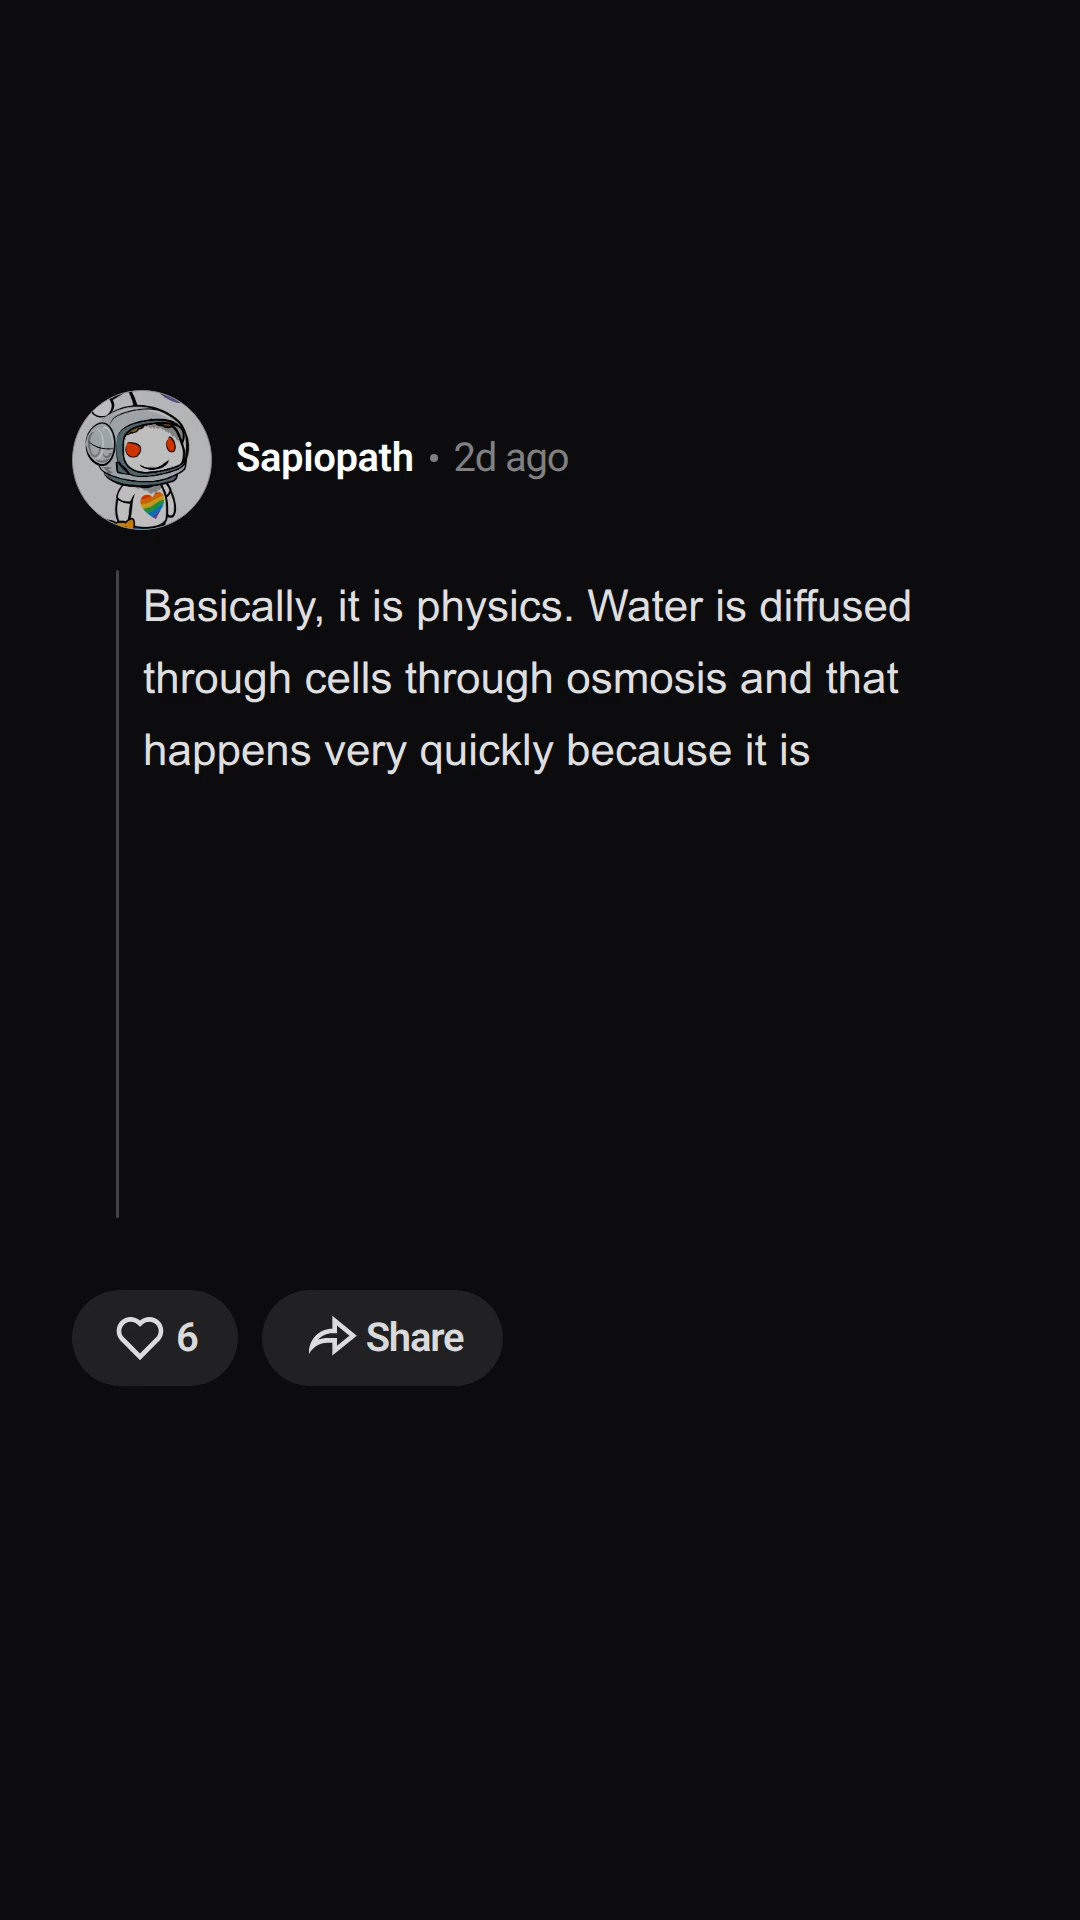 Sapiopath • 2d ago
Basically, it is physics. Water is diffused
through cells through osmosis and that
happens very quickly because it is
6 Share